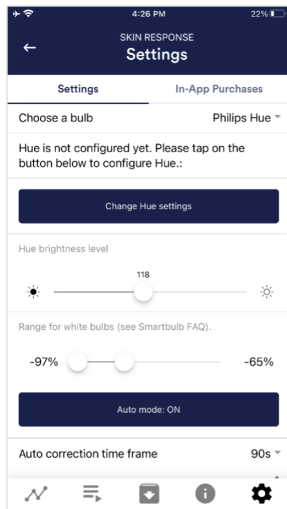 4:26 PM
22%
SKIN RESPONSE
Settings
Settings
In-App Purchases
Choose a bulb
Philips Hue
Hue is not configured yet. Please tap on the
button below to configure Hue.:
Change Hue settings
Hue brightness level
118
Range for white bulbs (see Smartbulb FAQ).
-97%
-65%
Auto mode: ON
Auto correction time frame
90s